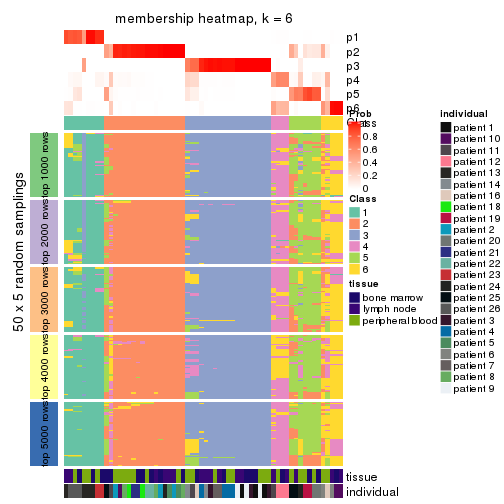 membership heatmap, k = 6
p1
p2
p3
p4
p5
p6
Class
50 x 5 random samplings
top 1000 rows
top 2000 rows
top 3000 rows
top 4000 rows
top 5000 rows
tissue
individual
Prob
1
0.8
0.6
0.4
0.2
0
Class
1
2
3
4
5
6
tissue
bone marrow
lymph node
peripheral blood
individual
patient 1
patient 10
patient 11
patient 12
patient 13
patient 14
patient 16
patient 18
patient 19
patient 2
patient 20
patient 21
patient 22
patient 23
patient 24
patient 25
patient 26
patient 3
patient 4
patient 5
patient 6
patient 7
patient 8
patient 9